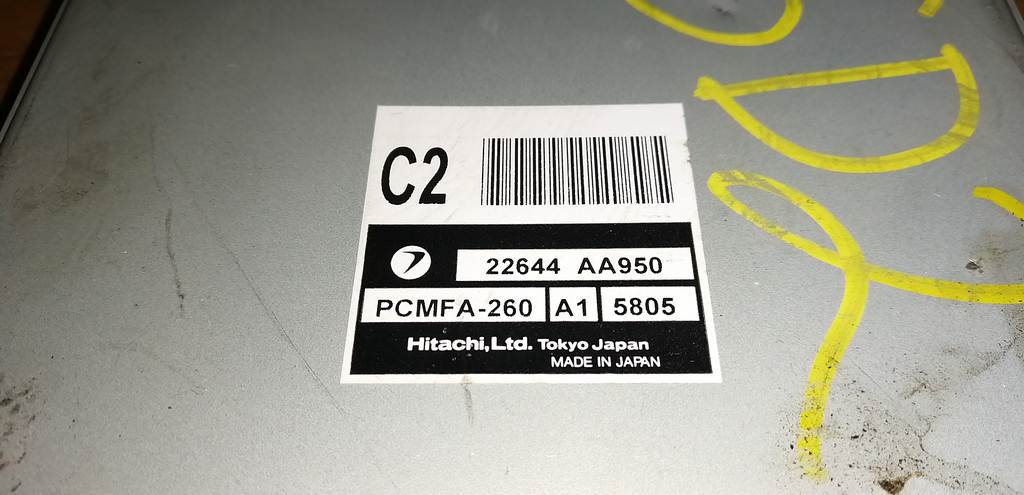 C2
22644 AA950
PCMFA-260 A1 5805
Hitachi,Ltd. Tokyo Japan
MADE IN JAPAN